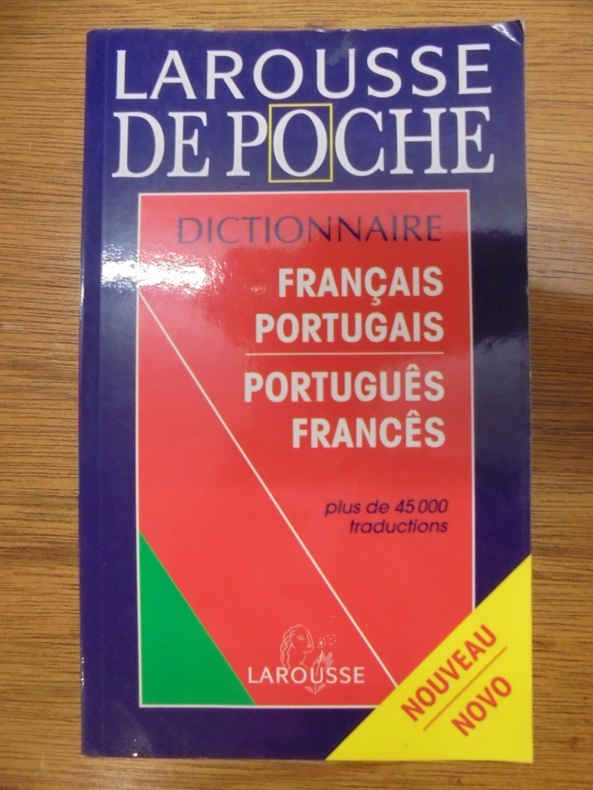 LAROUSSE
DE POCHE
DICTIONNAIRE
FRANÇAIS
PORTUGAIS
PORTUGUÊS
FRANCÊS
plus de 45 000
traductions
LAROUSSE
NOUVEAU
NOVO